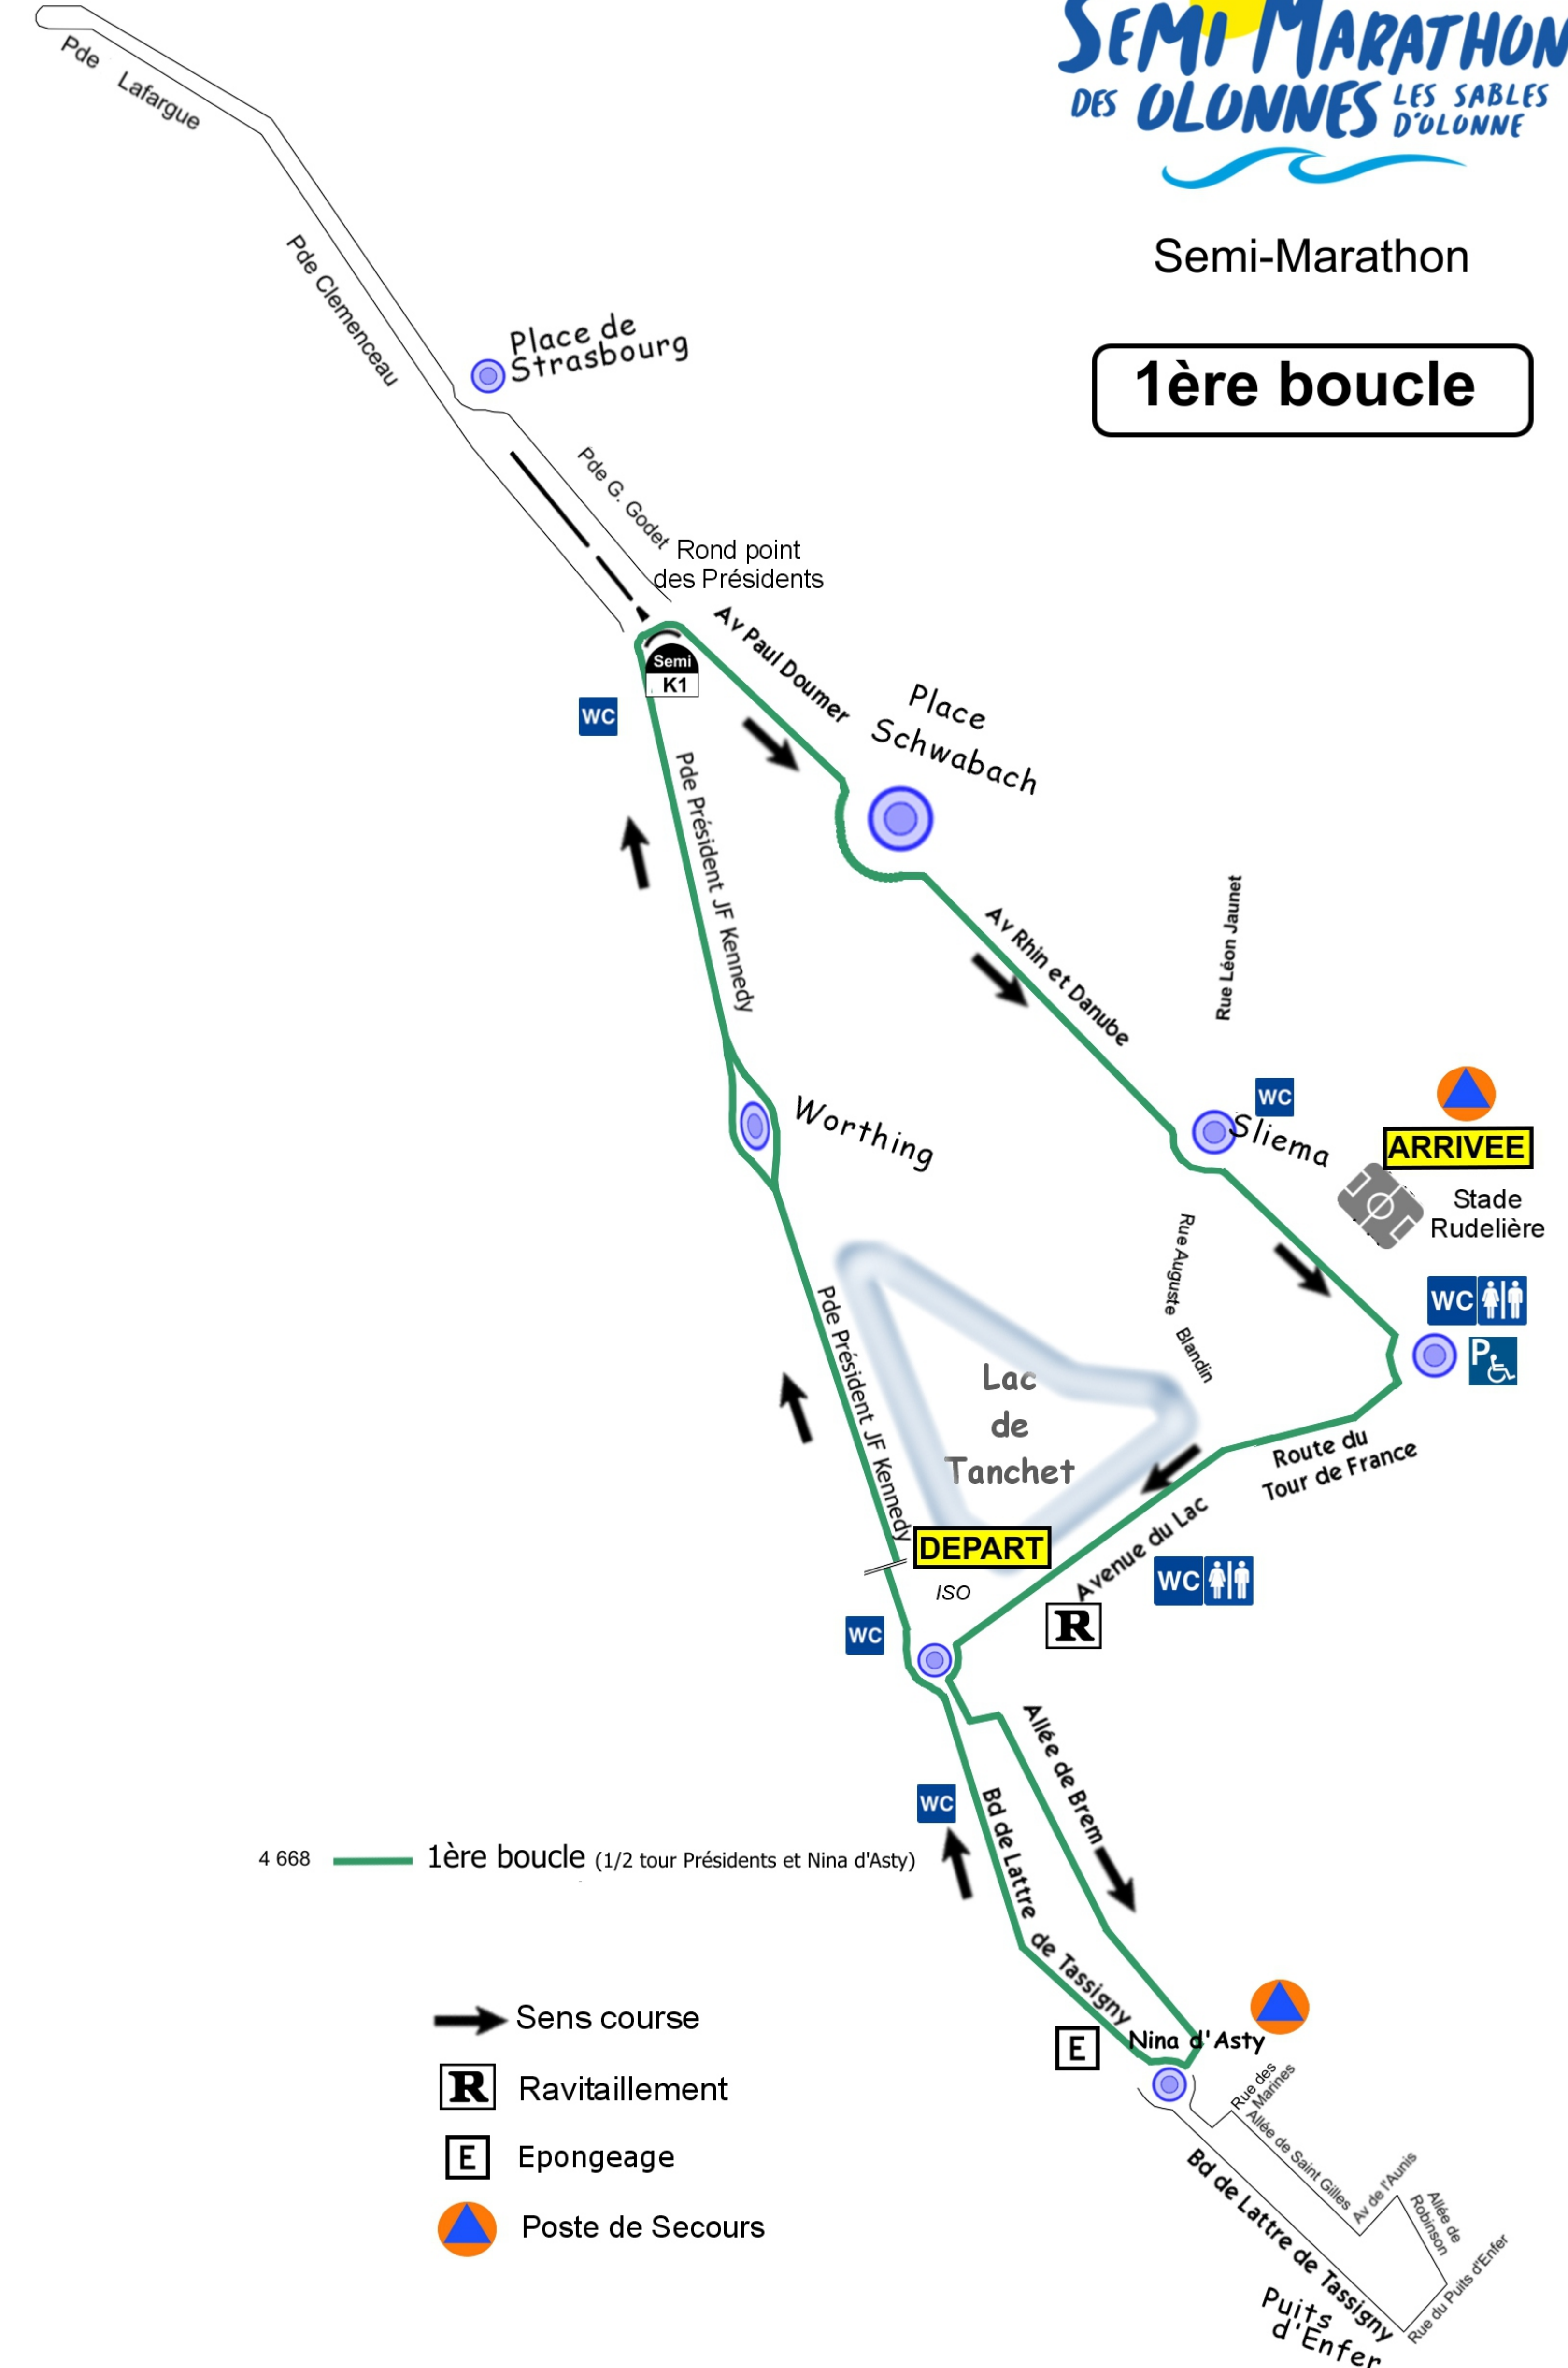 SEMI MARATHON
DES OLONNES LES SABLES
D'OLONNE
Semi-Marathon
1ère boucle
Pde Lafargue
Pde Clemenceau
Place de
Strasbourg
Pde G. Godet
Rond point
des Présidents
Av Paul Doumer
Semi
K1
WC
Place
Schwabach
Pde Président JF Kennedy
Av Rhin et Danube
Rue Léon Jaunet
WC
Sliema
ARRIVEE
Stade
Rudelière
Worthing
Rue Auguste Blandin
WC
P
Pde Président JF Kennedy
Lac
de
Tanchet
Route du
Tour de France
DEPART
ISO
Avenue du Lac
WC
R
WC
Allée de Brem
WC
Bd de Lattre de Tassigny
4 668 1ère boucle (1/2 tour Présidents et Nina d'Asty)
Sens course
R Ravitaillement
E Epongeage
Poste de Secours
E
Nina d'Asty
Rue des
Marines
Allée de Saint Gilles
Av de l'Aunis
Allée de
Robinson
Bd de Lattre de Tassigny
Rue du Puits d'Enfer
Puits
d'Enfer